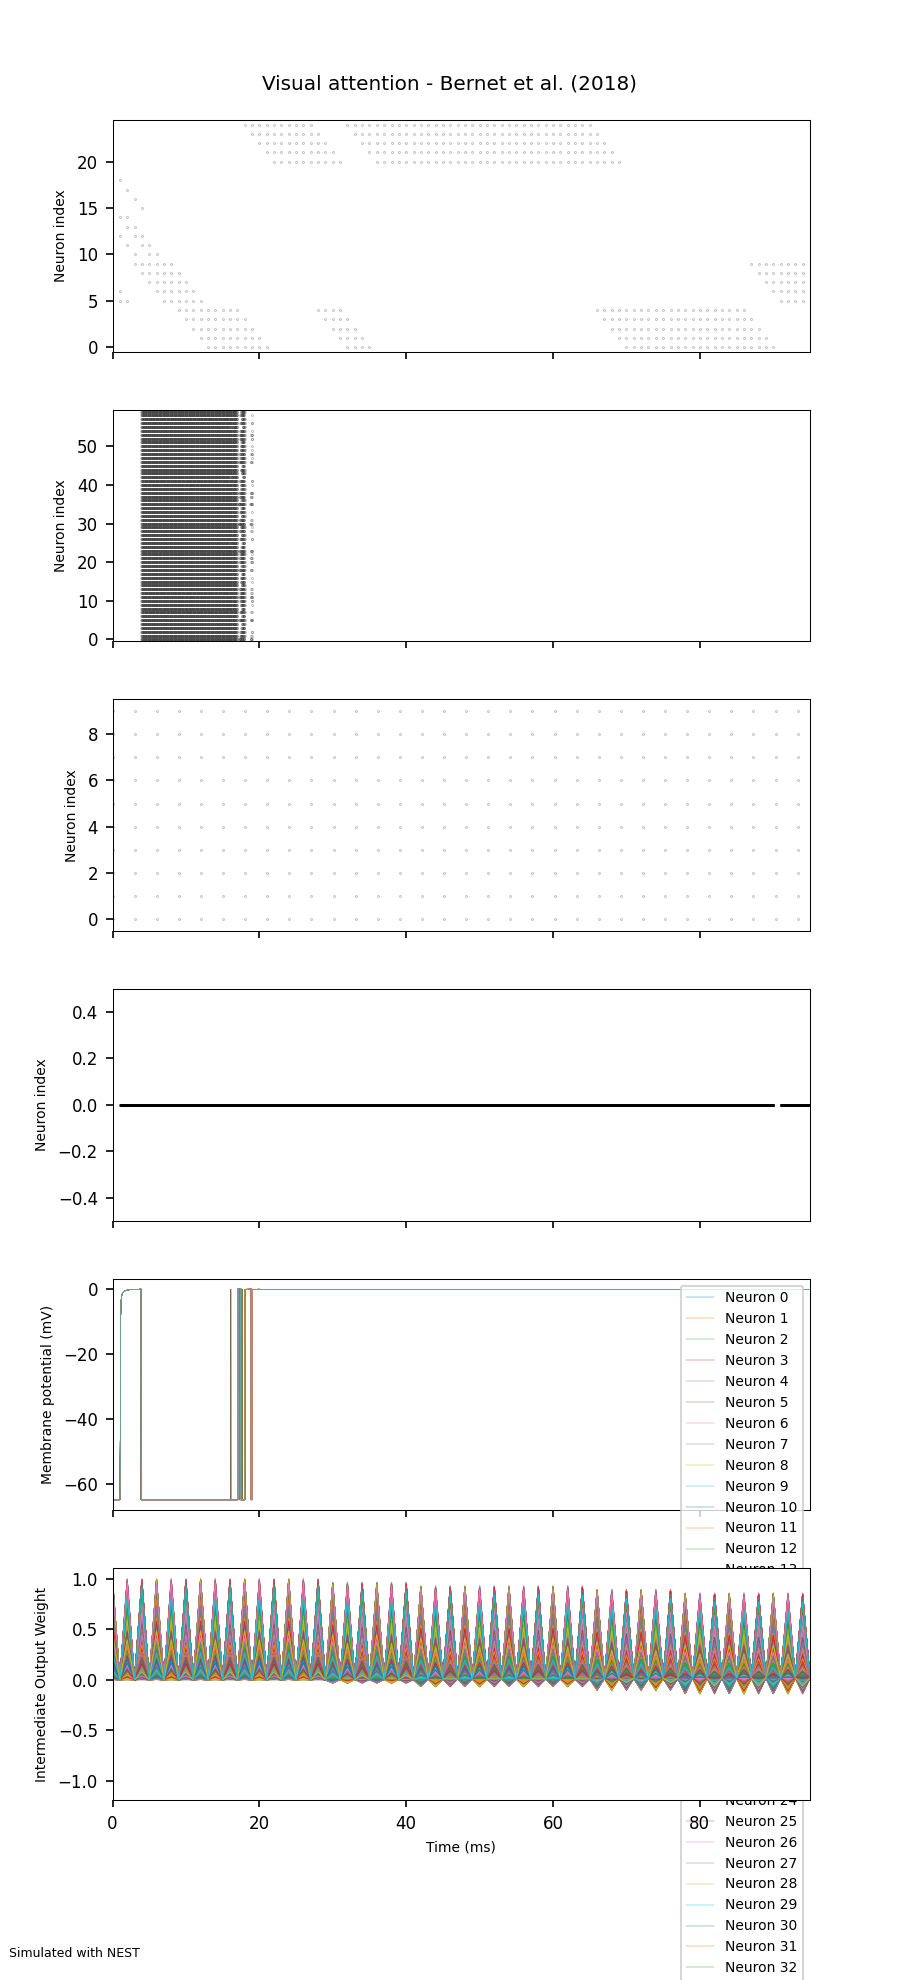 Visual attention - Bernet et al. (2018)
20
15
10
5
0
Neuron index
50
40
30
20
10
0
Neuron index
8
6
4
2
0
Neuron index
0.4
0.2
0.0
−0.2
−0.4
Neuron index
0
−20
−40
−60
Membrane potential (mV)
Neuron 0
Neuron 1
Neuron 2
Neuron 3
Neuron 4
Neuron 5
Neuron 6
Neuron 7
Neuron 8
Neuron 9
Neuron 10
Neuron 11
Neuron 12
1.0
0.5
0.0
−0.5
−1.0
Intermediate Output Weight
0 20 40 60 80
Time (ms)
Neuron 24
Neuron 25
Neuron 26
Neuron 27
Neuron 28
Neuron 29
Neuron 30
Neuron 31
Neuron 32
Simulated with NEST